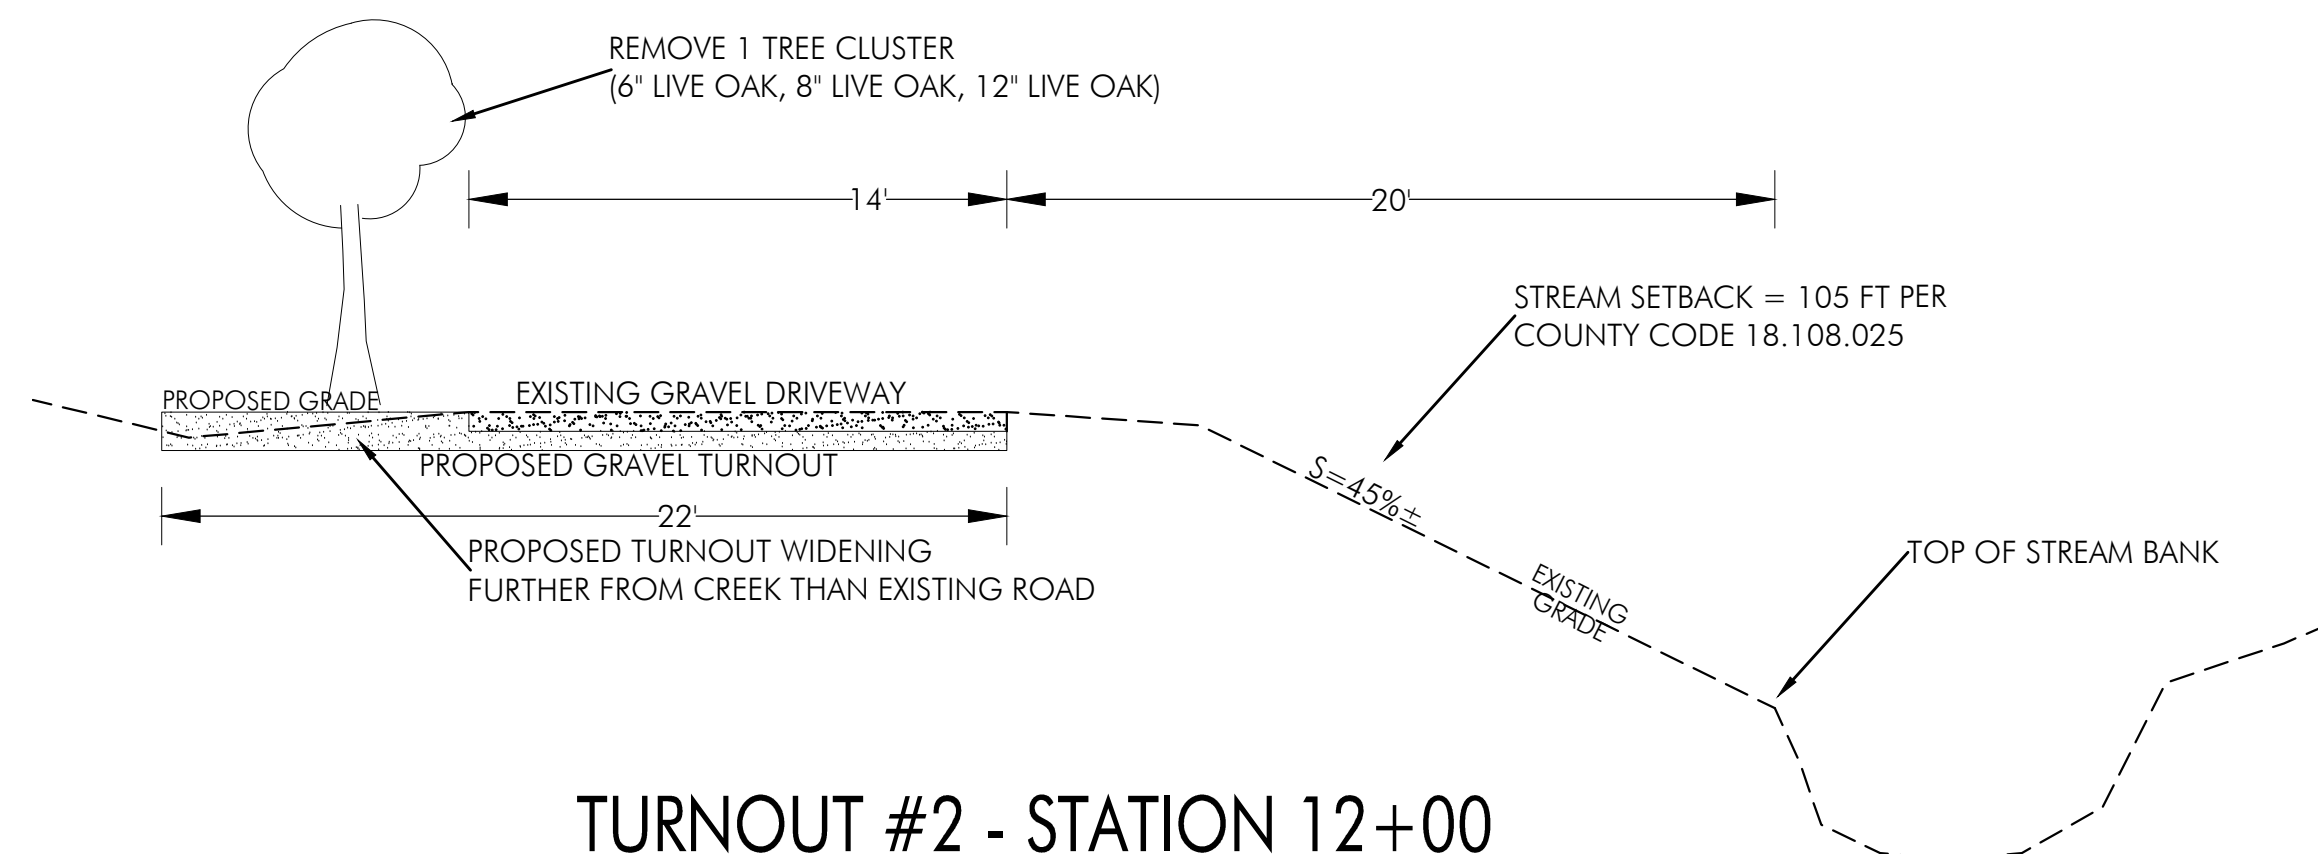 REMOVE 1 TREE CLUSTER
(6" LIVE OAK, 8" LIVE OAK, 12" LIVE OAK)
14'
20'
STREAM SETBACK = 105 FT PER
COUNTY CODE 18.108.025
PROPOSED GRADE
EXISTING GRAVEL DRIVEWAY
PROPOSED GRAVEL TURNOUT
S=45%±
22'
PROPOSED TURNOUT WIDENING
FURTHER FROM CREEK THAN EXISTING ROAD
EXISTING
GRADE
TOP OF STREAM BANK
TURNOUT #2 - STATION 12+00